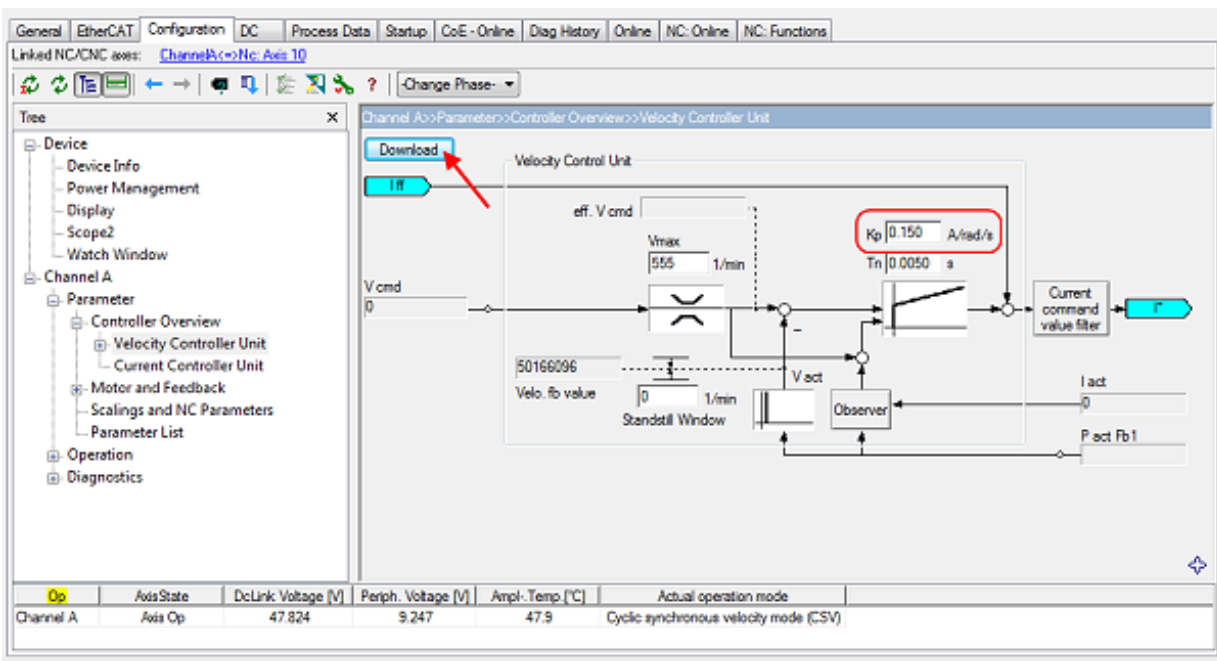 General EtherCAT Configuration DC Process Data Startup CoE - Online Diag History Online NC: Online NC: Functions
Linked NC/CNC axes: ChannelA<=>Nc: Axis 10
? -Change Phase-
Tree x
Channel A>>Parameter>>Controller Overview>>Velocity Controller Unit
Device
Device Info
Power Management
Display
Scope2
Watch Window
Channel A
Parameter
Controller Overview
Velocity Controller Unit
Current Controller Unit
Motor and Feedback
Scalings and NC Parameters
Parameter List
Operation
Diagnostics
Download
Velocity Control Unit
I ff
eff. V cmd
Kp 0.150 A/rad/s
Vmax
555 1/min
Tn 0.0050 s
V cmd
0
Current
command
value filter
I*
50166096
Velo. fb value
V act
0 1/min
Standstill Window
Observer
I act
0
P act Fb1
Op AxisState DcLink Voltage [V] Periph. Voltage [V] Ampl-.Temp.[°C] Actual operation mode
Channel A Axis Op 47.824 9.247 47.9 Cyclic synchronous velocity mode (CSV)